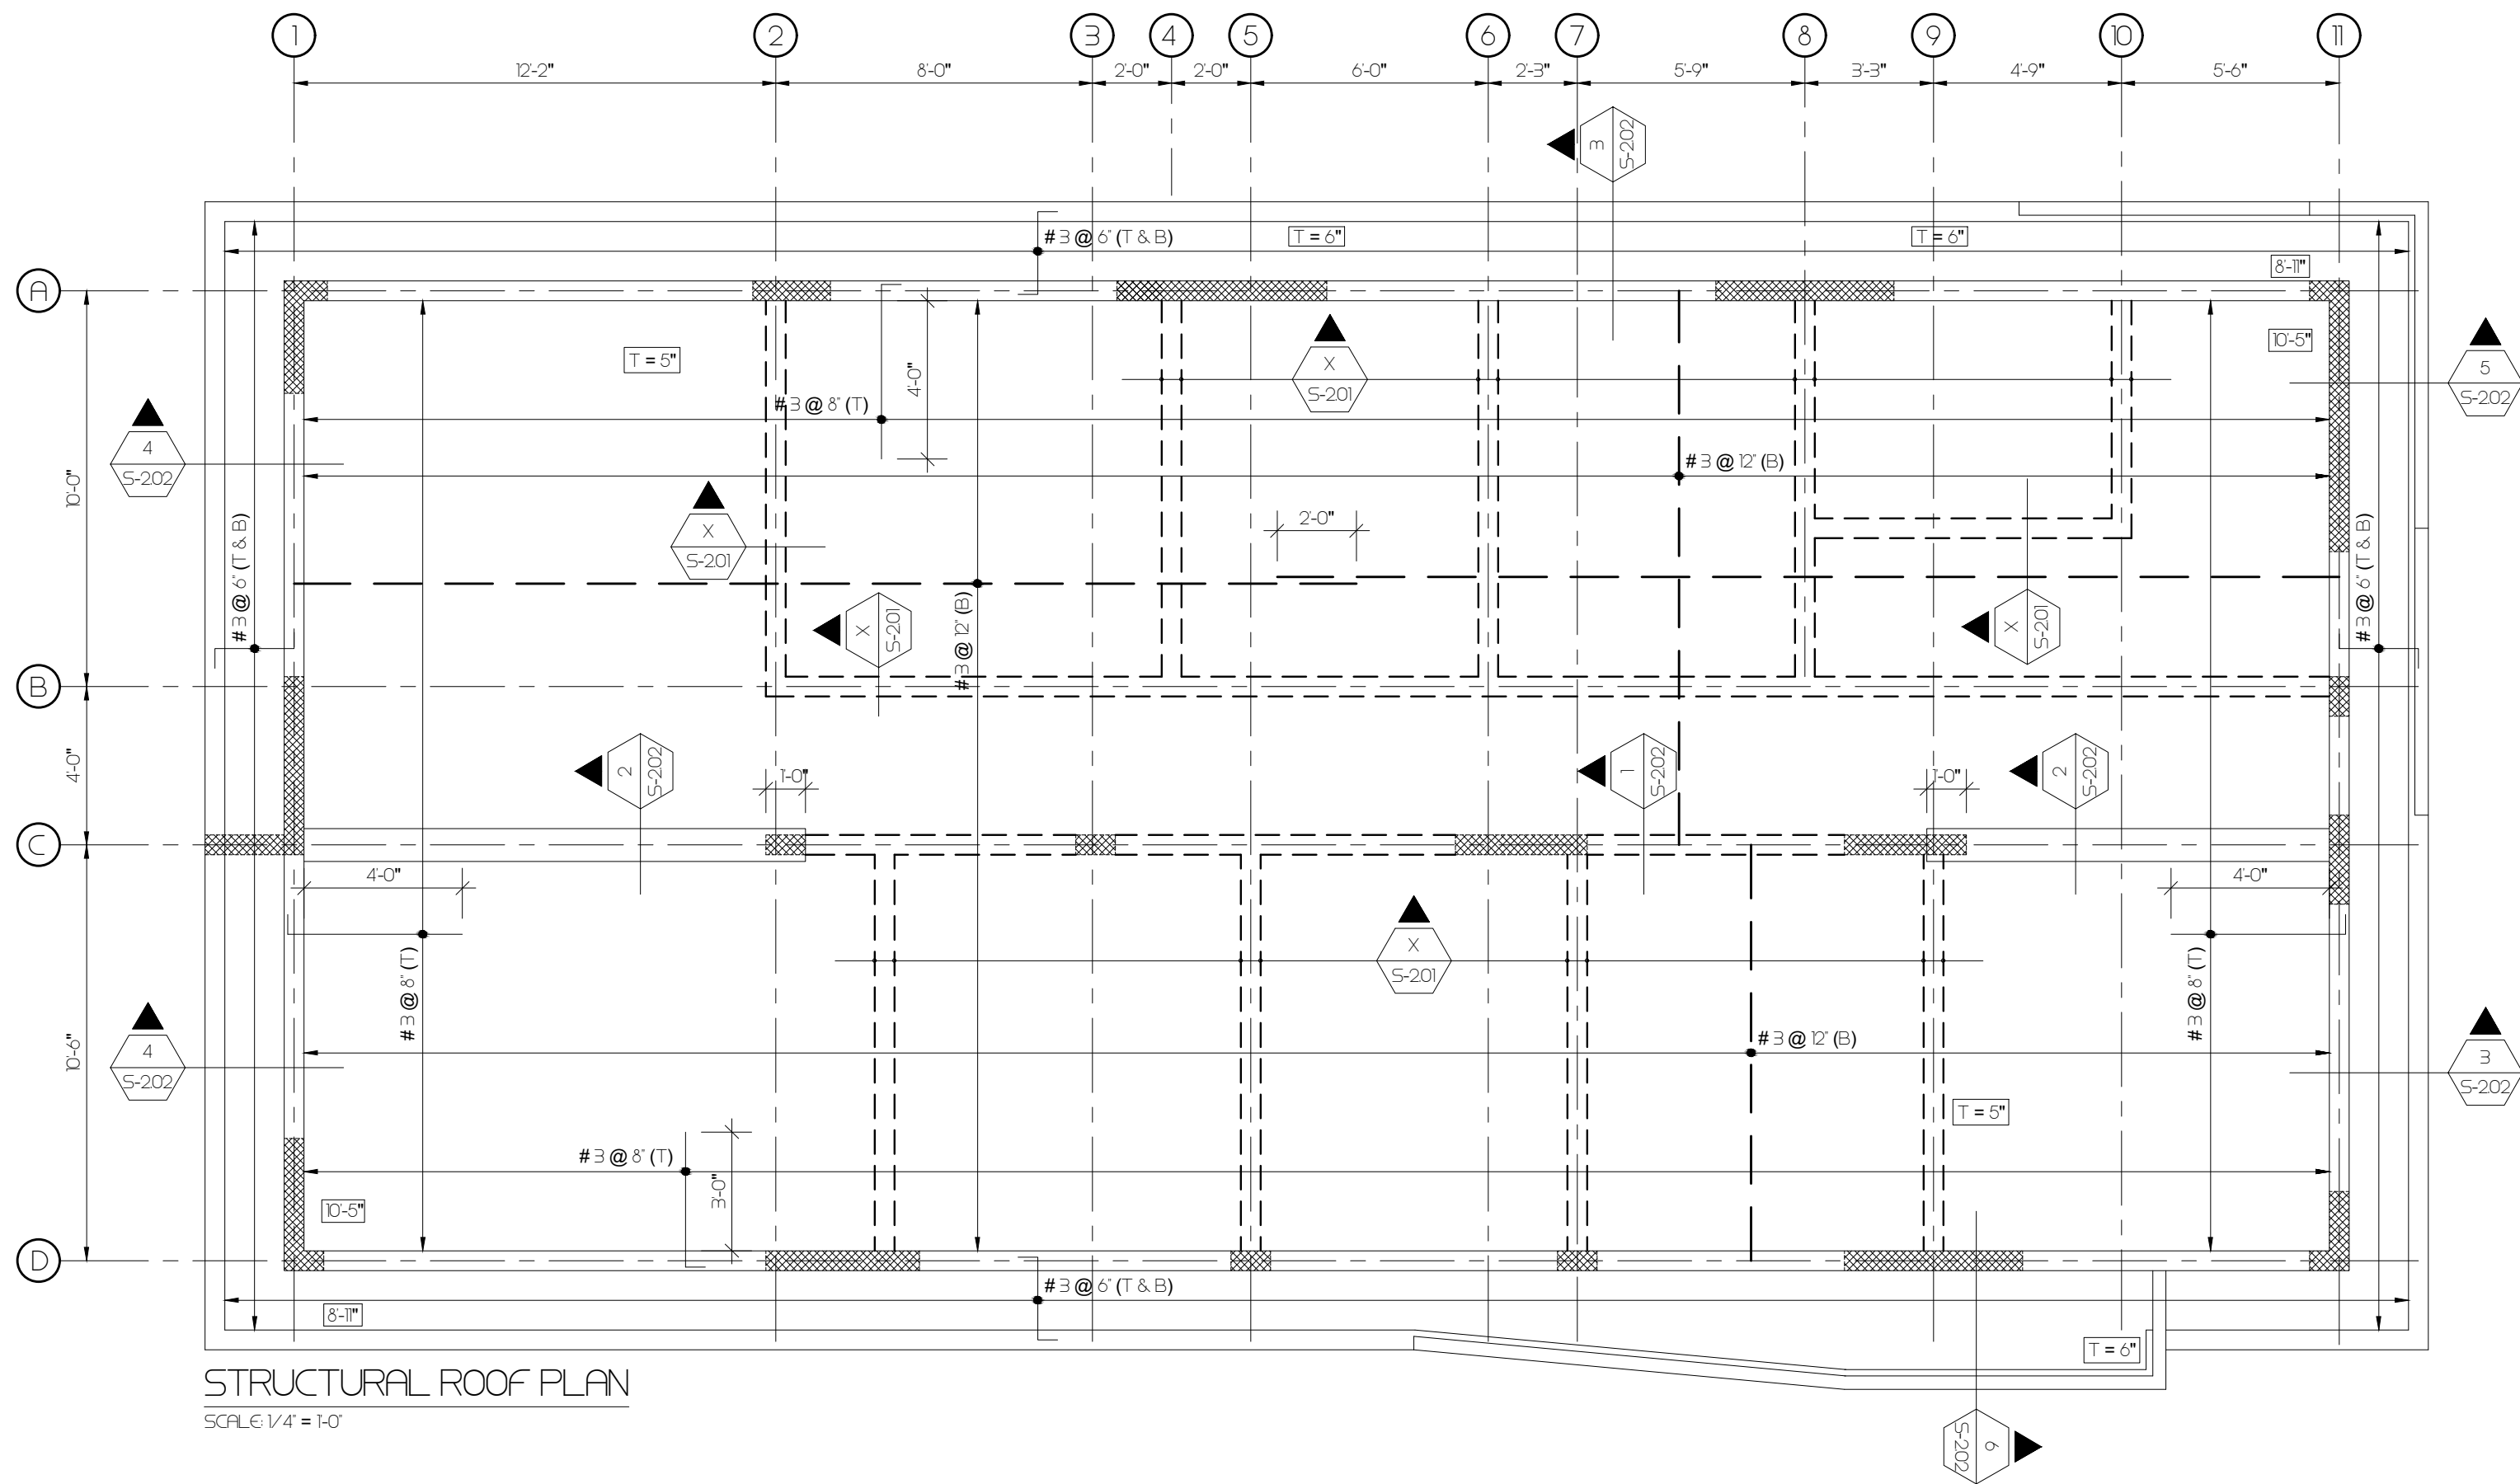 1 2 3 4 5 6 7 8 9 10 11
12'-2" 8'-0" 2'-0" 2'-0" 6'-0" 2'-3" 5'-9" 3'-3" 4'-9" 5'-6"
3
S-202
# 3 @ 6" (T & B)
T = 6"
T = 6"
8'-11"
A
T = 5"
10'-5"
X
S-201
5
S-202
# 3 @ 8" (T)
4'-0"
4
S-202
10'-0"
# 3 @ 12" (B)
X
S-201
2'-0"
# 3 @ 6" (T & B)
# 3 @ 6" (T & B)
X
S-201
# 3 @ 12" (B)
X
S-201
B
4'-0"
2
S-202
1'-0"
1
S-202
1'-0"
2
S-202
C
4'-0"
4'-0"
X
S-201
# 3 @ 8" (T)
# 3 @ 8" (T)
4
S-202
10'-6"
# 3 @ 12" (B)
3
S-202
T = 5"
# 3 @ 8" (T)
3'-0"
10'-5"
D
# 3 @ 6" (T & B)
8'-11"
T = 6"
STRUCTURAL ROOF PLAN
SCALE: 1/4" = 1'-0"
6
S-202